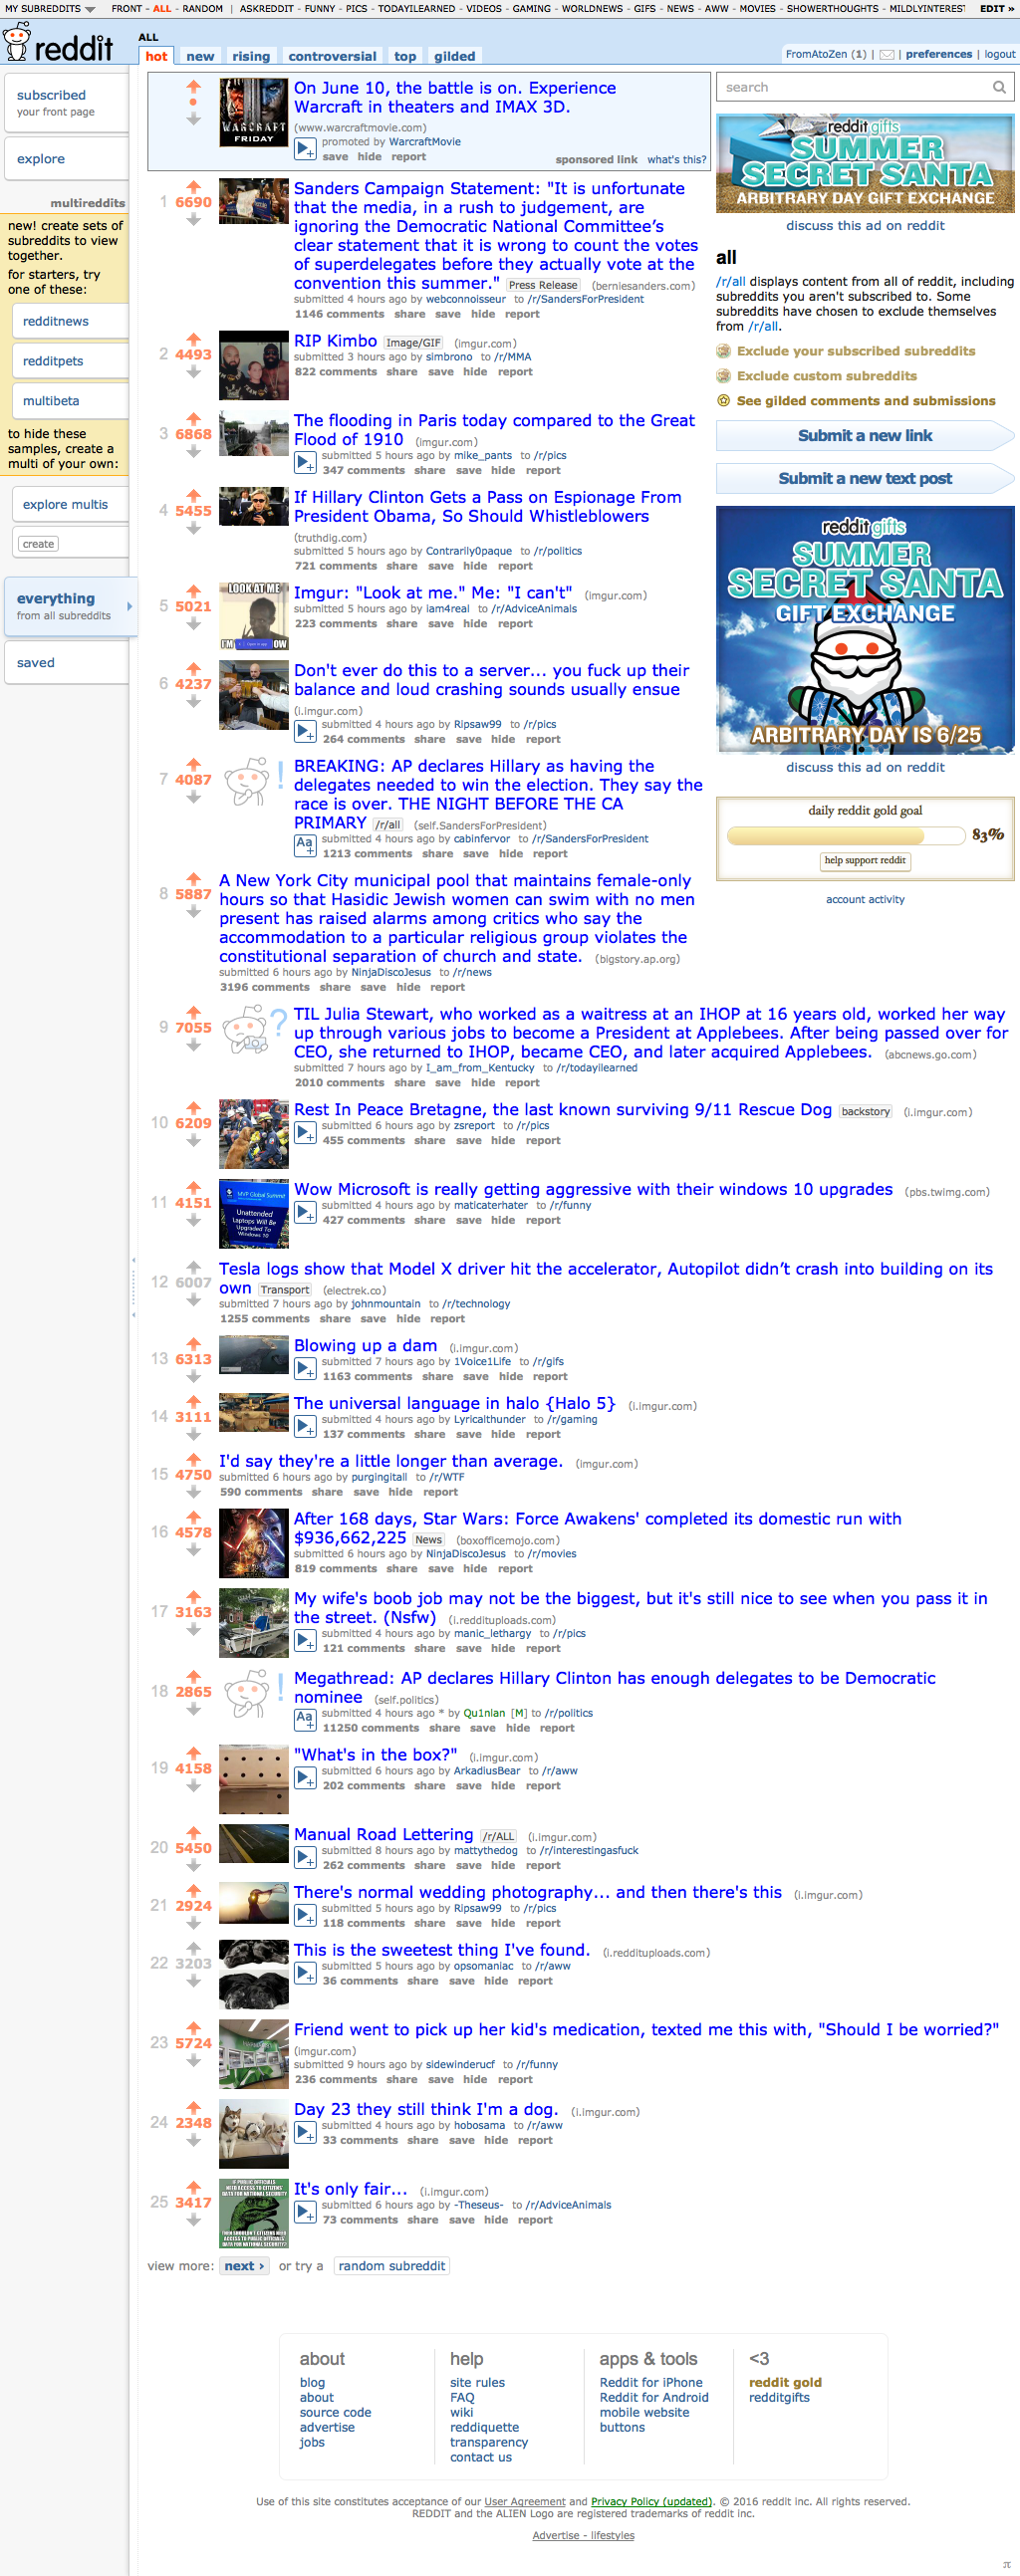 MY SUBREDDITS FRONT - ALL - RANDOM | ASKREDDIT - FUNNY - PICS - TODAYILEARNED - VIDEOS - GAMING - WORLDNEWS - GIFS - NEWS - AWW - MOVIES - SHOWERTHOUGHTS - MILDLYINTEREST EDIT »
reddit ALL
hot new rising controversial top gilded
FromAtoZen (1) | | preferences | logout
subscribed
your front page
explore
multireddits
new! create sets of
subreddits to view
together.
for starters, try
one of these:
redditnews
redditpets
multibeta
to hide these
samples, create a
multi of your own:
explore multis
create
everything
from all subreddits
saved
WARCRAFT
FRIDAY
On June 10, the battle is on. Experience
Warcraft in theaters and IMAX 3D.
(www.warcraftmovie.com)
promoted by WarcraftMovie
save hide report
sponsored link what's this?
1 6690
Sanders Campaign Statement: "It is unfortunate
that the media, in a rush to judgement, are
ignoring the Democratic National Committee’s
clear statement that it is wrong to count the votes
of superdelegates before they actually vote at the
convention this summer." Press Release (berniesanders.com)
submitted 4 hours ago by webconnoisseur to /r/SandersForPresident
1146 comments share save hide report
2 4493
RIP Kimbo Image/GIF (imgur.com)
submitted 3 hours ago by simbrono to /r/MMA
822 comments share save hide report
3 6868
The flooding in Paris today compared to the Great
Flood of 1910 (imgur.com)
submitted 5 hours ago by mike_pants to /r/pics
347 comments share save hide report
4 5455
If Hillary Clinton Gets a Pass on Espionage From
President Obama, So Should Whistleblowers
(truthdig.com)
submitted 5 hours ago by Contrarily0paque to /r/politics
721 comments share save hide report
5 5021
LOOK AT ME
Imgur: "Look at me." Me: "I can't" (imgur.com)
submitted 5 hours ago by iam4real to /r/AdviceAnimals
223 comments share save hide report
6 4237
Don't ever do this to a server... you fuck up their
balance and loud crashing sounds usually ensue
(i.imgur.com)
submitted 4 hours ago by Ripsaw99 to /r/pics
264 comments share save hide report
7 4087
BREAKING: AP declares Hillary as having the
delegates needed to win the election. They say the
race is over. THE NIGHT BEFORE THE CA
PRIMARY /r/all (self.SandersForPresident)
Aa+ submitted 4 hours ago by cabinfervor to /r/SandersForPresident
1213 comments share save hide report
8 5887
A New York City municipal pool that maintains female-only
hours so that Hasidic Jewish women can swim with no men
present has raised alarms among critics who say the
accommodation to a particular religious group violates the
constitutional separation of church and state. (bigstory.ap.org)
submitted 6 hours ago by NinjaDiscoJesus to /r/news
3196 comments share save hide report
9 7055
TIL Julia Stewart, who worked as a waitress at an IHOP at 16 years old, worked her way
up through various jobs to become a President at Applebees. After being passed over for
CEO, she returned to IHOP, became CEO, and later acquired Applebees. (abcnews.go.com)
submitted 7 hours ago by I_am_from_Kentucky to /r/todayilearned
2010 comments share save hide report
10 6209
Rest In Peace Bretagne, the last known surviving 9/11 Rescue Dog backstory (i.imgur.com)
submitted 6 hours ago by zsreport to /r/pics
455 comments share save hide report
11 4151
MVP Global Summit
Unattended
Laptops Will Be
Upgraded To
Windows 10
Wow Microsoft is really getting aggressive with their windows 10 upgrades (pbs.twimg.com)
submitted 4 hours ago by maticaterhater to /r/funny
427 comments share save hide report
12 6007
Tesla logs show that Model X driver hit the accelerator, Autopilot didn’t crash into building on its
own Transport (electrek.co)
submitted 7 hours ago by johnmountain to /r/technology
1255 comments share save hide report
13 6313
Blowing up a dam (i.imgur.com)
submitted 7 hours ago by 1Voice1Life to /r/gifs
1163 comments share save hide report
14 3111
The universal language in halo {Halo 5} (i.imgur.com)
submitted 4 hours ago by Lyricalthunder to /r/gaming
137 comments share save hide report
15 4750
I'd say they're a little longer than average. (imgur.com)
submitted 6 hours ago by purgingitall to /r/WTF
590 comments share save hide report
16 4578
After 168 days, Star Wars: Force Awakens' completed its domestic run with
$936,662,225 News (boxofficemojo.com)
submitted 6 hours ago by NinjaDiscoJesus to /r/movies
819 comments share save hide report
17 3163
My wife's boob job may not be the biggest, but it's still nice to see when you pass it in
the street. (Nsfw) (i.reddituploads.com)
submitted 4 hours ago by manic_lethargy to /r/pics
121 comments share save hide report
18 2865
Megathread: AP declares Hillary Clinton has enough delegates to be Democratic
nominee (self.politics)
Aa+ submitted 4 hours ago * by Qu1nlan [M] to /r/politics
11250 comments share save hide report
19 4158
"What's in the box?" (i.imgur.com)
submitted 6 hours ago by ArkadiusBear to /r/aww
202 comments share save hide report
20 5450
Manual Road Lettering /r/ALL (i.imgur.com)
submitted 8 hours ago by mattythedog to /r/interestingasfuck
262 comments share save hide report
21 2924
There's normal wedding photography... and then there's this (i.imgur.com)
submitted 5 hours ago by Ripsaw99 to /r/pics
118 comments share save hide report
22 3203
This is the sweetest thing I've found. (i.reddituploads.com)
submitted 5 hours ago by opsomaniac to /r/aww
36 comments share save hide report
23 5724
Friend went to pick up her kid's medication, texted me this with, "Should I be worried?"
(imgur.com)
submitted 9 hours ago by sidewinderucf to /r/funny
236 comments share save hide report
24 2348
Day 23 they still think I'm a dog. (i.imgur.com)
submitted 4 hours ago by hobosama to /r/aww
33 comments share save hide report
25 3417
IF PUBLIC OFFICIALS
NEED ACCESS TO CITIZENS'
DATA FOR NATIONAL SECURITY
It's only fair... (i.imgur.com)
submitted 6 hours ago by -Theseus- to /r/AdviceAnimals
73 comments share save hide report
view more: next › or try a random subreddit
search
reddit gifts
SUMMER
SECRET SANTA
ARBITRARY DAY GIFT EXCHANGE
discuss this ad on reddit
all
/r/all displays content from all of reddit, including
subreddits you aren't subscribed to. Some
subreddits have chosen to exclude themselves
from /r/all.
Exclude your subscribed subreddits
Exclude custom subreddits
See gilded comments and submissions
Submit a new link
Submit a new text post
reddit gifts
SUMMER
SECRET SANTA
GIFT EXCHANGE
ARBITRARY DAY IS 6/25
discuss this ad on reddit
daily reddit gold goal
83%
help support reddit
account activity
about
blog
about
source code
advertise
jobs
help
site rules
FAQ
wiki
reddiquette
transparency
contact us
apps & tools
Reddit for iPhone
Reddit for Android
mobile website
buttons
<3
reddit gold
redditgifts
Use of this site constitutes acceptance of our User Agreement and Privacy Policy (updated). © 2016 reddit inc. All rights reserved.
REDDIT and the ALIEN Logo are registered trademarks of reddit inc.
Advertise - lifestyles
π